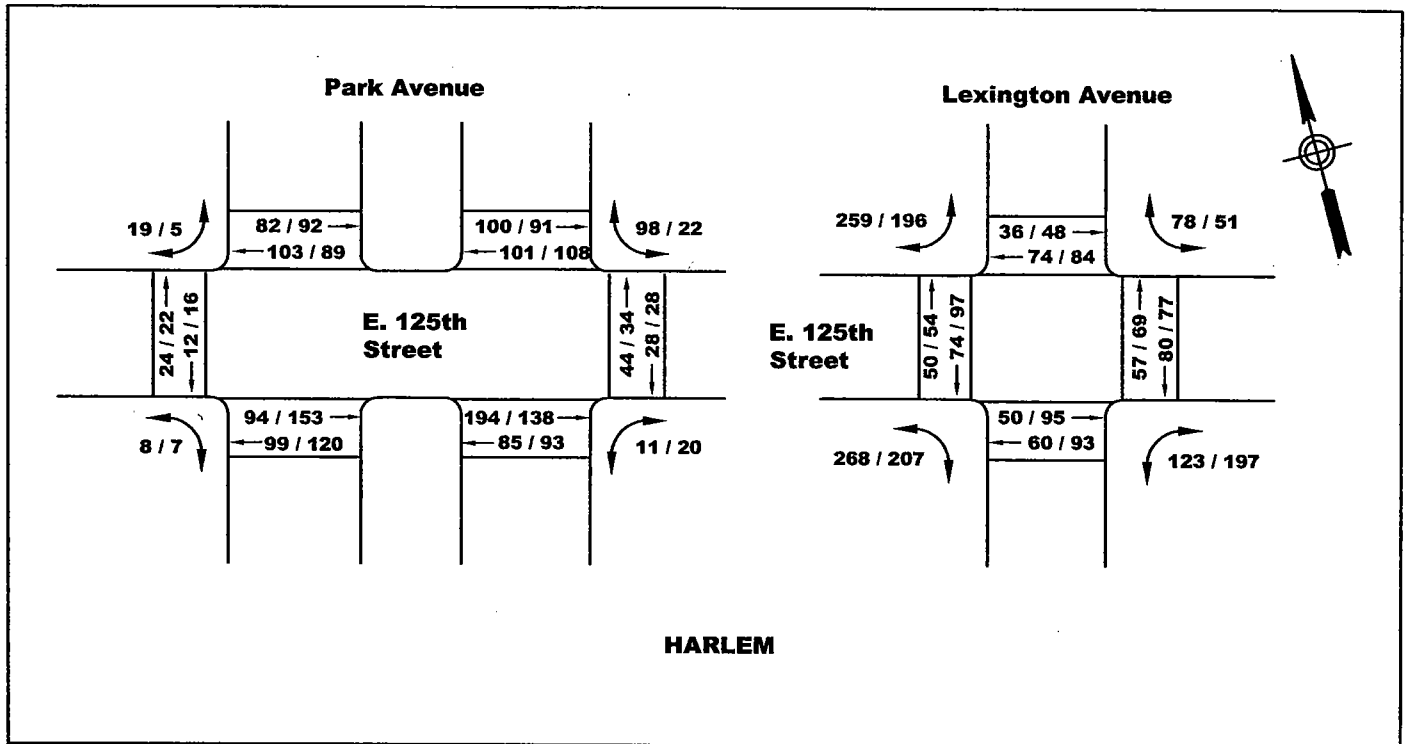 Park Avenue
Lexington Avenue
19 / 5
82 / 92
103 / 89
100 / 91
101 / 108
98 / 22
259 / 196
36 / 48
74 / 84
78 / 51
24 / 22
12 / 16
E. 125th
Street
44 / 34
28 / 28
E. 125th
Street
50 / 54
74 / 97
57 / 69
80 / 77
8 / 7
94 / 153
99 / 120
194 / 138
85 / 93
11 / 20
268 / 207
50 / 95
60 / 93
123 / 197
HARLEM